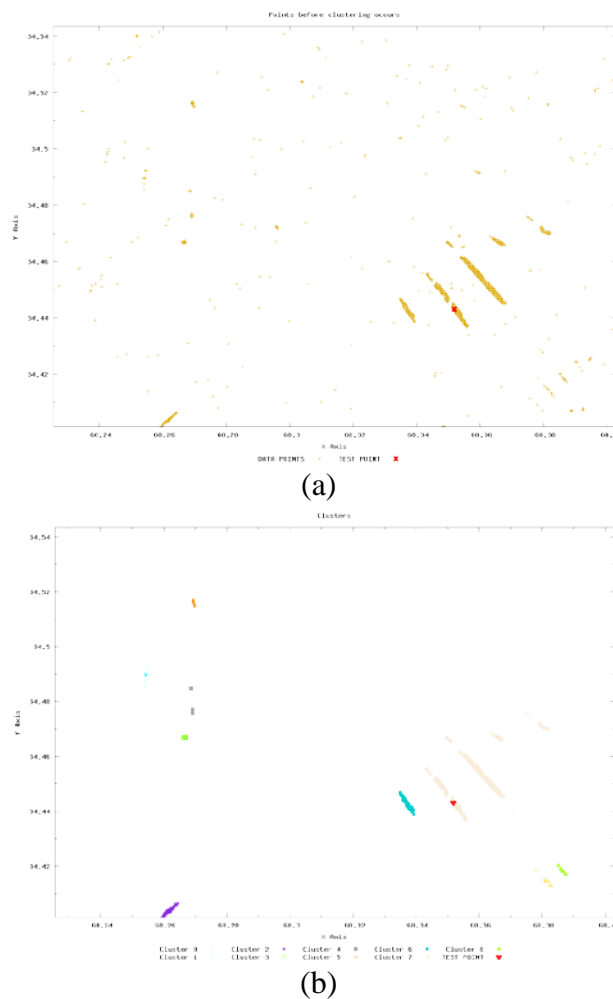 Points before clustering occurs
34,54
34,52
34,5
34,48
34,46
34,44
34,42
Y Axis
60,24 60,26 60,28 60,3 60,32 60,34 60,36 60,38 60,
X Axis
DATA POINTS TEST POINT
(a)
Clusters
34,54
34,52
34,5
34,48
34,46
34,44
34,42
Y Axis
60,24 60,26 60,28 60,3 60,32 60,34 60,36 60,38
X Axis
Cluster 0 Cluster 2 Cluster 4 Cluster 6
Cluster 1 Cluster 3 Cluster 5 Cluster 7 TEST POINT
(b)